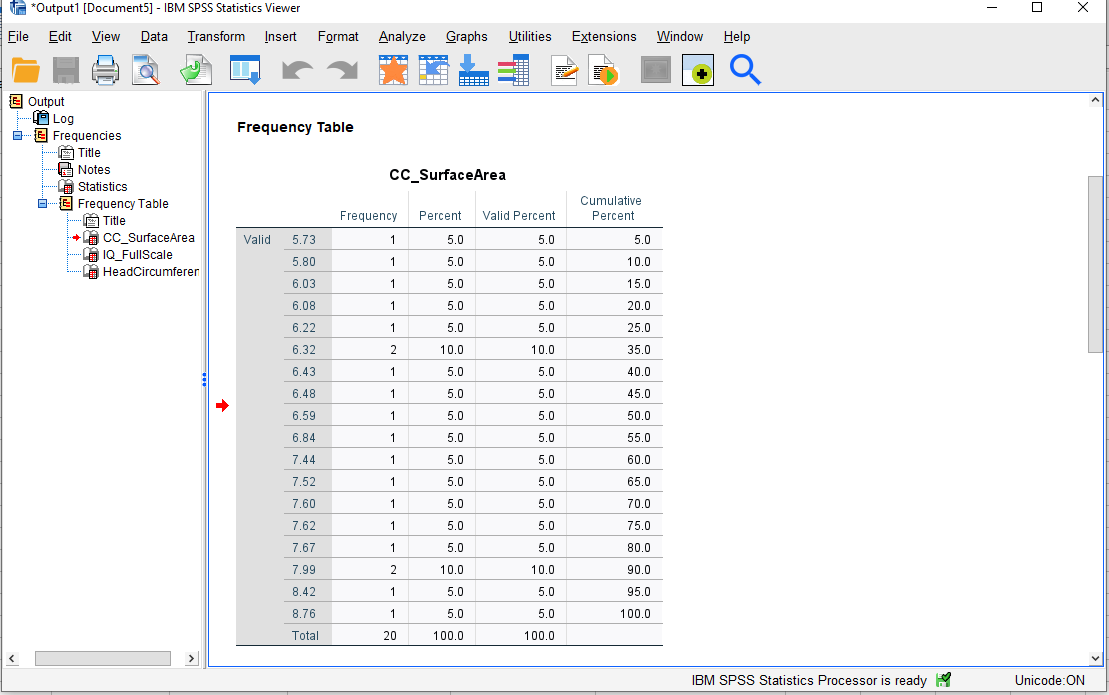 *Output1 [Document5] - IBM SPSS Statistics Viewer
File Edit View Data Transform Insert Format Analyze Graphs Utilities Extensions Window Help
Output
Log
Frequencies
Title
Notes
Statistics
Frequency Table
Title
CC_SurfaceArea
IQ_FullScale
HeadCircumferen
Frequency Table
CC_SurfaceArea
Frequency Percent Valid Percent Cumulative Percent
Valid 5.73 1 5.0 5.0 5.0
5.80 1 5.0 5.0 10.0
6.03 1 5.0 5.0 15.0
6.08 1 5.0 5.0 20.0
6.22 1 5.0 5.0 25.0
6.32 2 10.0 10.0 35.0
6.43 1 5.0 5.0 40.0
6.48 1 5.0 5.0 45.0
6.59 1 5.0 5.0 50.0
6.84 1 5.0 5.0 55.0
7.44 1 5.0 5.0 60.0
7.52 1 5.0 5.0 65.0
7.60 1 5.0 5.0 70.0
7.62 1 5.0 5.0 75.0
7.67 1 5.0 5.0 80.0
7.99 2 10.0 10.0 90.0
8.42 1 5.0 5.0 95.0
8.76 1 5.0 5.0 100.0
Total 20 100.0 100.0
IBM SPSS Statistics Processor is ready Unicode:ON